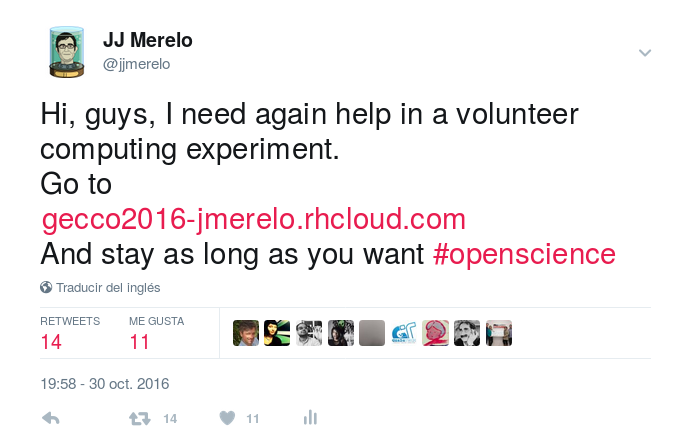 JJ Merelo
@jjmerelo
Hi, guys, I need again help in a volunteer
computing experiment.
Go to
gecco2016-jmerelo.rhcloud.com
And stay as long as you want #openscience
Traducir del inglés
RETWEETS ME GUSTA
14 11
19:58 - 30 oct. 2016
14 11